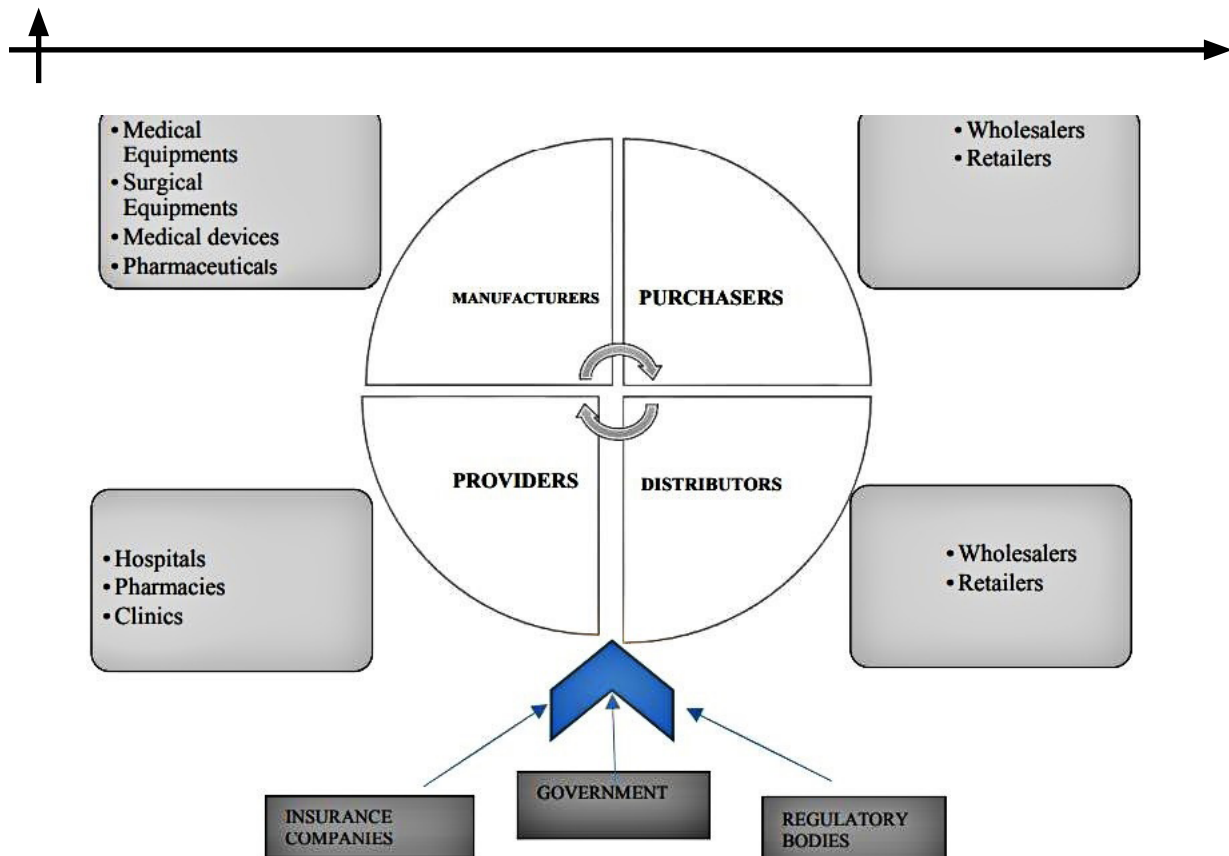 • Medical
Equipments
• Surgical
Equipments
• Medical devices
• Pharmaceuticals
• Wholesalers
• Retailers
MANUFACTURERS
PURCHASERS
PROVIDERS
DISTRIBUTORS
• Hospitals
• Pharmacies
• Clinics
• Wholesalers
• Retailers
INSURANCE
COMPANIES
GOVERNMENT
REGULATORY
BODIES